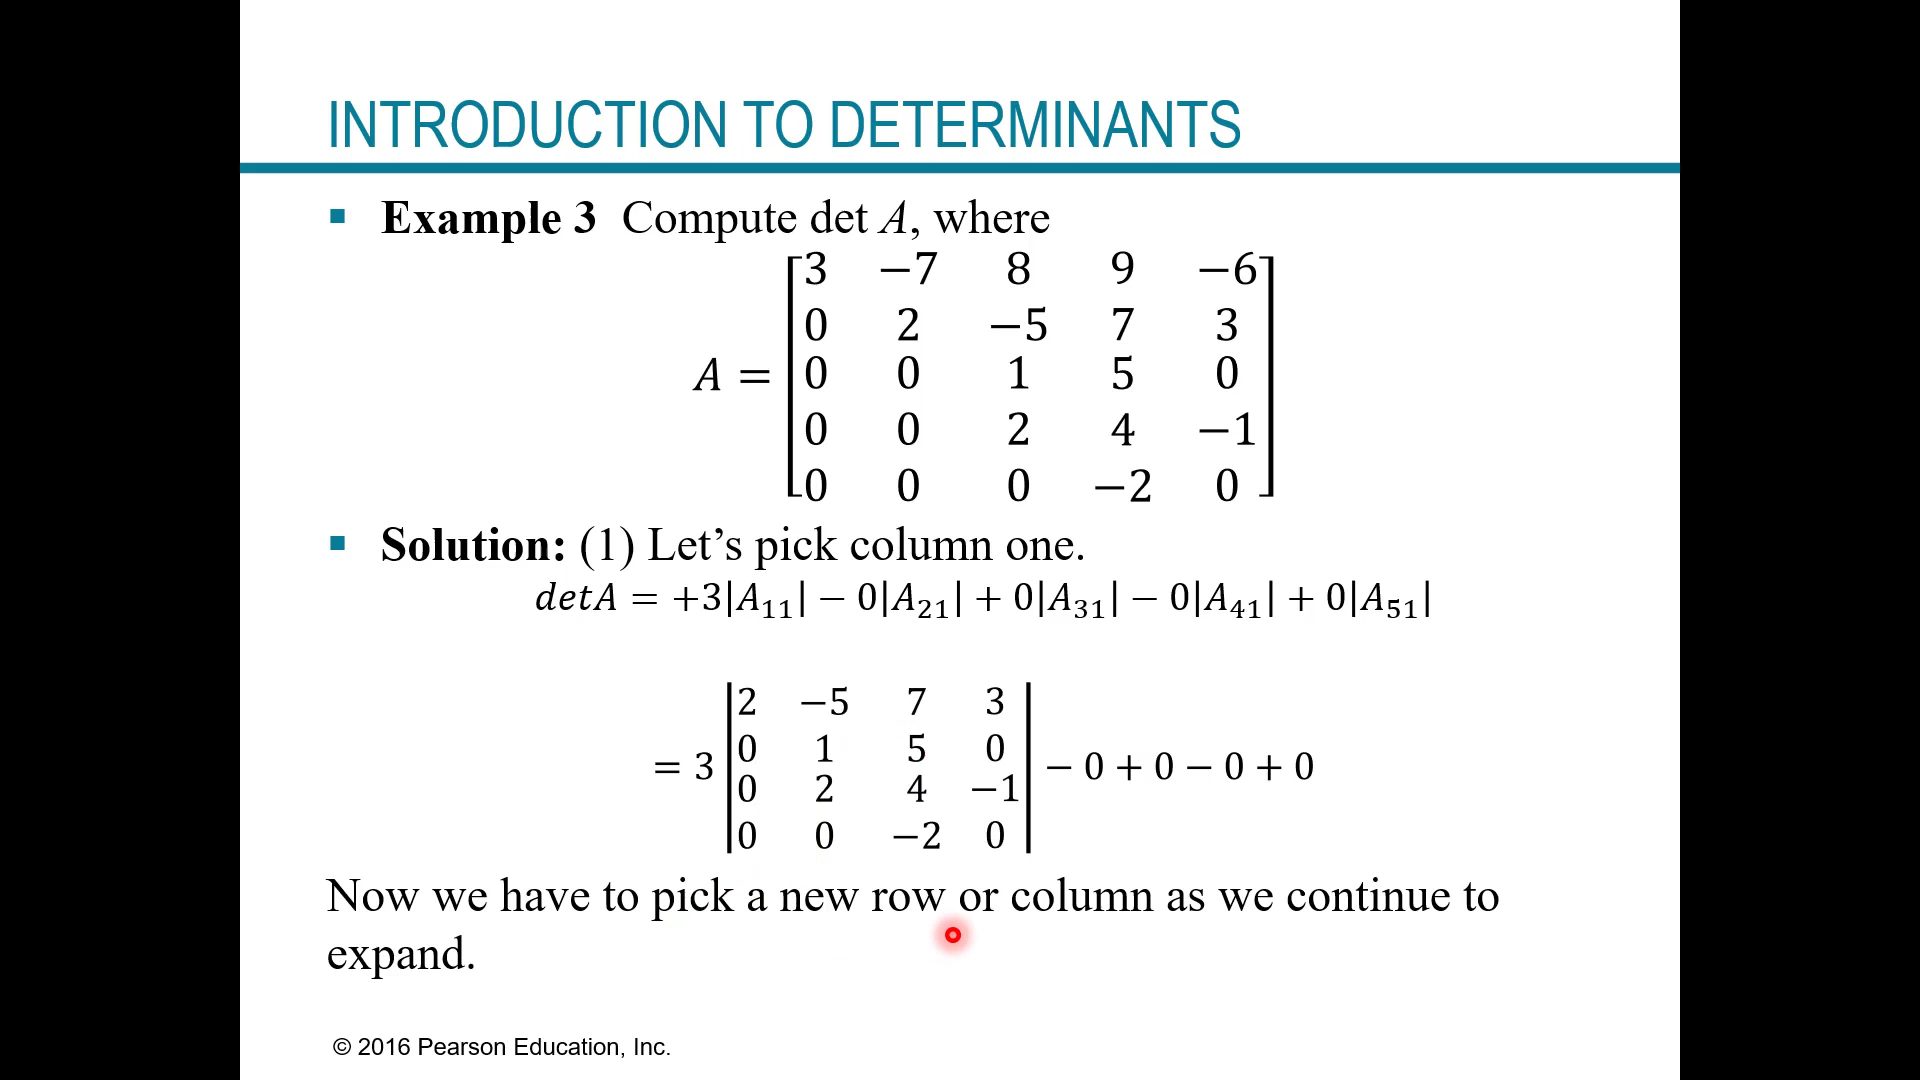 INTRODUCTION TO DETERMINANTS
▪ Example 3 Compute det A, where
3 −7 8 9 −6
0 2 −5 7 3
A = 0 0 1 5 0
0 0 2 4 −1
0 0 0 −2 0
▪ Solution: (1) Let’s pick column one.
detA = +3|A₁₁| − 0|A₂₁| + 0|A₃₁| − 0|A₄₁| + 0|A₅₁|
2 −5 7 3
0 1 5 0
= 3 − 0 + 0 − 0 + 0
0 2 4 −1
0 0 −2 0
Now we have to pick a new row or column as we continue to
expand.
© 2016 Pearson Education, Inc.